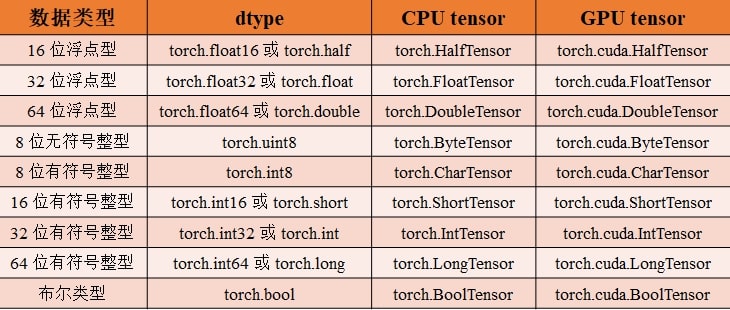 数据类型 dtype CPU tensor GPU tensor
16 位浮点型 torch.float16 或 torch.half torch.HalfTensor torch.cuda.HalfTensor
32 位浮点型 torch.float32 或 torch.float torch.FloatTensor torch.cuda.FloatTensor
64 位浮点型 torch.float64 或 torch.double torch.DoubleTensor torch.cuda.DoubleTensor
8 位无符号整型 torch.uint8 torch.ByteTensor torch.cuda.ByteTensor
8 位有符号整型 torch.int8 torch.CharTensor torch.cuda.CharTensor
16 位有符号整型 torch.int16 或 torch.short torch.ShortTensor torch.cuda.ShortTensor
32 位有符号整型 torch.int32 或 torch.int torch.IntTensor torch.cuda.IntTensor
64 位有符号整型 torch.int64 或 torch.long torch.LongTensor torch.cuda.LongTensor
布尔类型 torch.bool torch.BoolTensor torch.cuda.BoolTensor